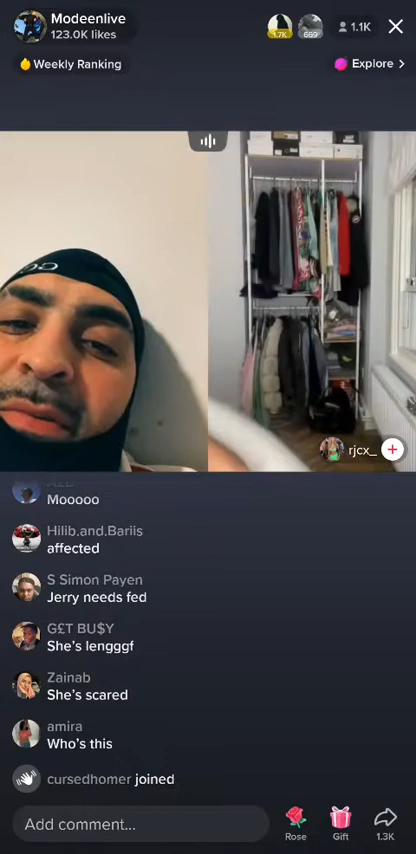 Modeenlive
123.0K likes
1.7K
669
1.1K
Weekly Ranking
Explore
rjcx_
Mooooo
Hilib,and.Bariis
affected
S Simon Payen
Jerry needs fed
G£T BU$Y
She's lengggf
Zainab
She's scared
amira
Who's this
cursedhomer joined
Add comment...
Rose
Gift
1.3K